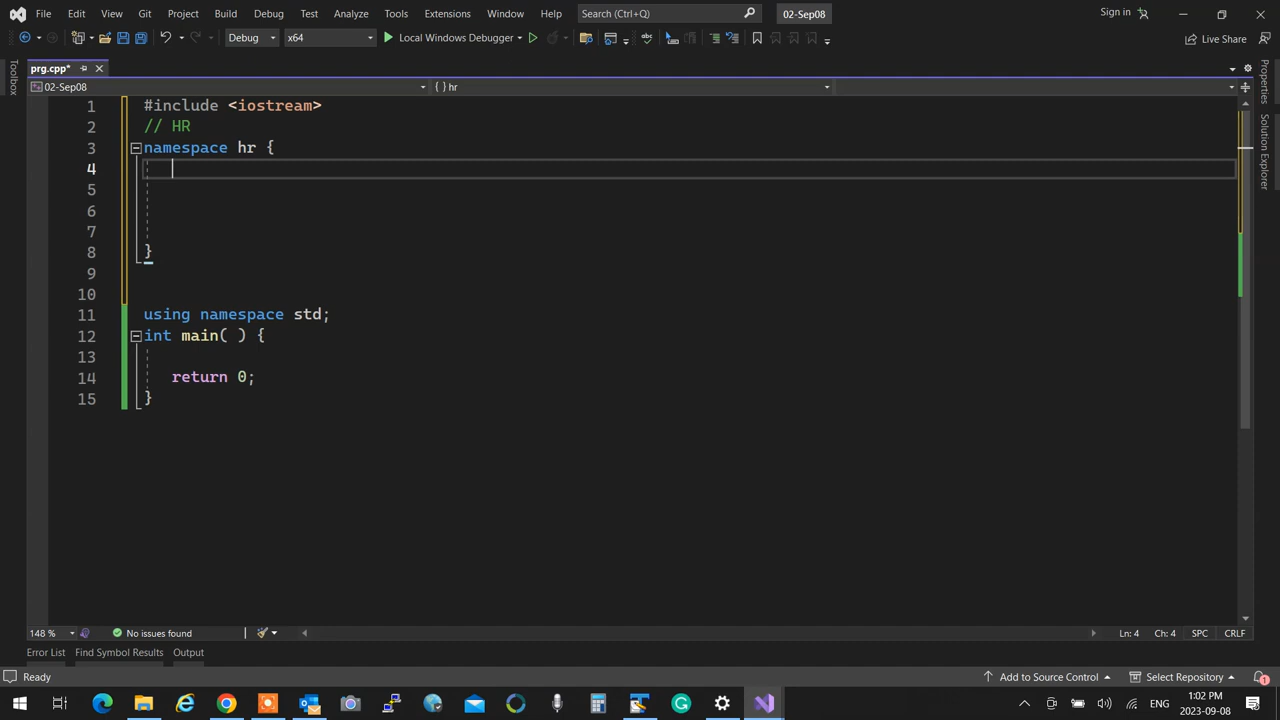 File Edit View Git Project Build Debug Test Analyze Tools Extensions Window Help Search (Ctrl+Q) 02-Sep08 Sign in
Debug x64 Local Windows Debugger Live Share
prg.cpp*
02-Sep08 { } hr
Toolbox
Properties
Solution Explorer
1 #include <iostream>
2 // HR
3 namespace hr {
4
5
6
7
8 }
9
10
11 using namespace std;
12 int main( ) {
13
14 return 0;
15 }
148 % No issues found Ln: 4 Ch: 4 SPC CRLF
Error List Find Symbol Results Output
Ready Add to Source Control Select Repository 1
ENG 1:02 PM
2023-09-08